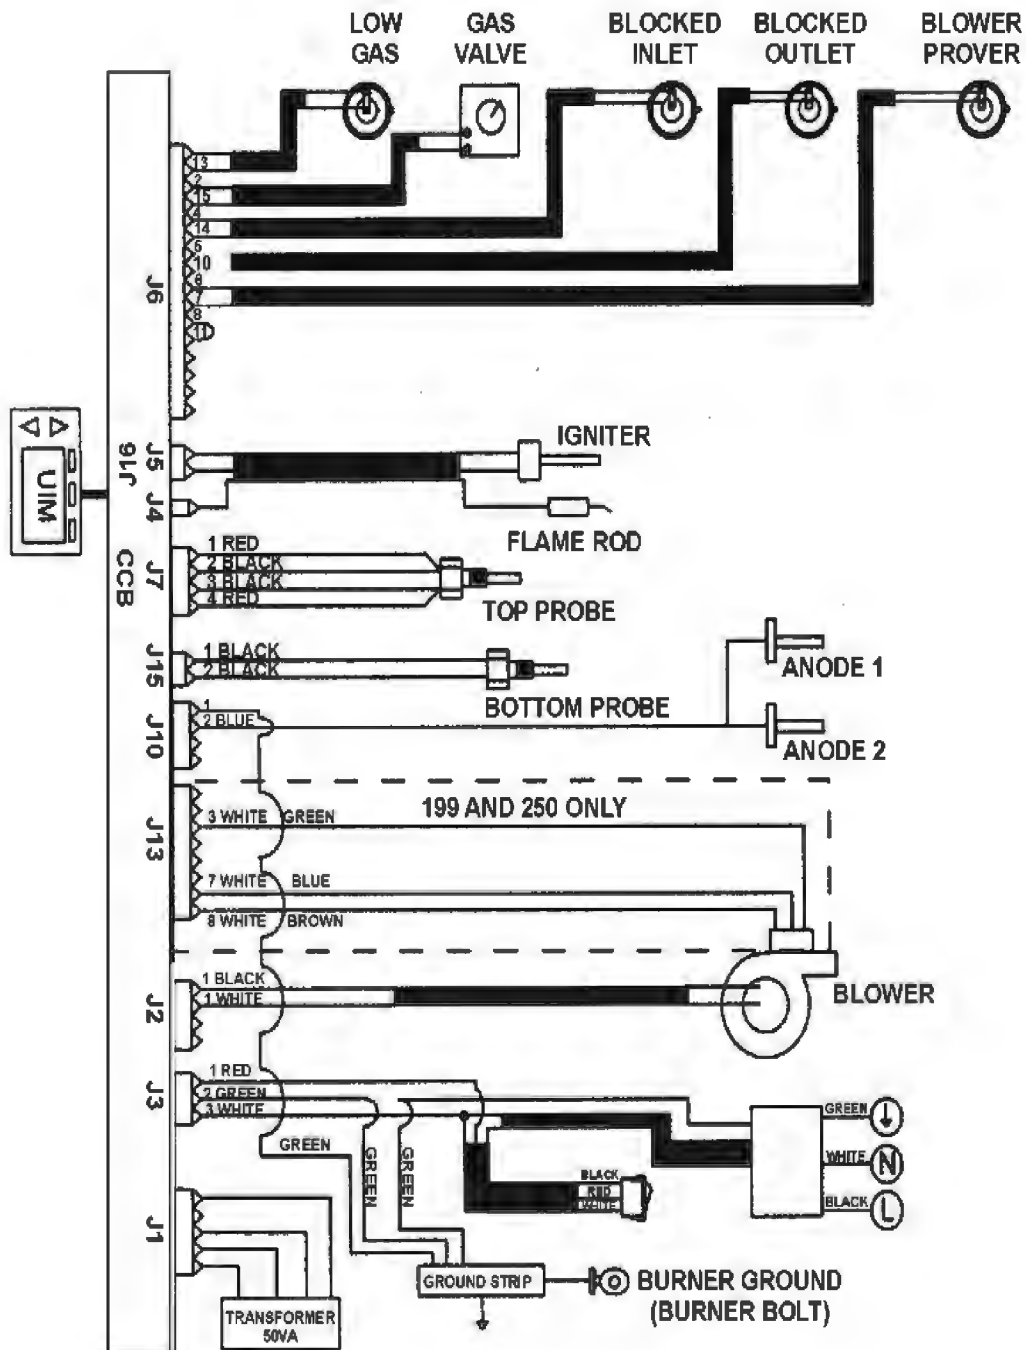 LOW GAS
GAS VALVE
BLOCKED INLET
BLOCKED OUTLET
BLOWER PROVER
13
2
15
4
14
6
10
6
7
8
11
J6
UIM
J16
CCB
J5
IGNITER
J4
FLAME ROD
J7
1 RED
2 BLACK
3 BLACK
4 RED
TOP PROBE
J15
1 BLACK
2 BLACK
BOTTOM PROBE
J10
1
2 BLUE
ANODE 1
ANODE 2
199 AND 250 ONLY
J13
3 WHITE GREEN
7 WHITE BLUE
8 WHITE BROWN
J2
1 BLACK
1 WHITE
BLOWER
J3
1 RED
2 GREEN
3 WHITE
GREEN
GREEN
GREEN
BLACK
RED
WHITE
GREEN
WHITE N
BLACK L
J1
TRANSFORMER
50VA
GROUND STRIP
BURNER GROUND
(BURNER BOLT)